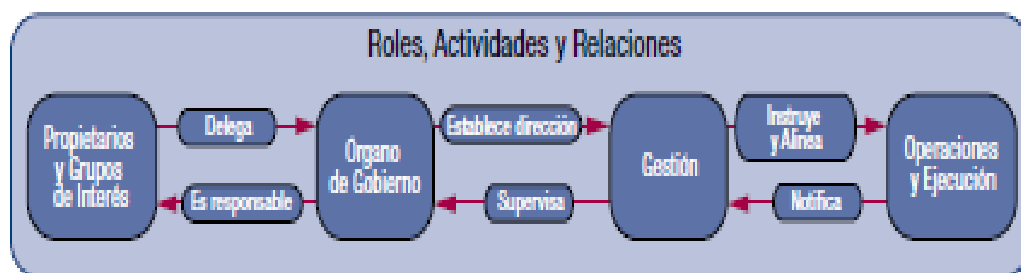 Roles, Actividades y Relaciones
Propietarios
y Grupos
de Interés
Delega
Es responsable
Órgano
de Gobierno
Establece dirección
Supervisa
Gestión
Instruye
y Alinea
Notifica
Operaciones
y Ejecución